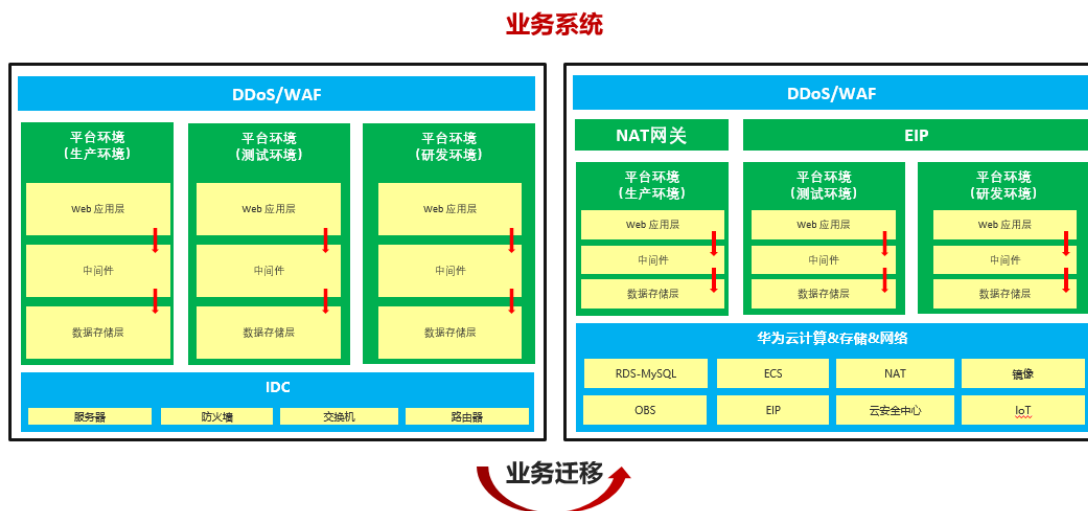 业务系统
DDoS/WAF
平台环境
(生产环境)
Web 应用层
中间件
数据存储层
平台环境
(测试环境)
Web 应用层
中间件
数据存储层
平台环境
(研发环境)
Web 应用层
中间件
数据存储层
IDC
服务器
防火墙
交换机
路由器
DDoS/WAF
NAT网关
EIP
平台环境
(生产环境)
Web 应用层
中间件
数据存储层
平台环境
(测试环境)
Web 应用层
中间件
数据存储层
平台环境
(研发环境)
Web 应用层
中间件
数据存储层
华为云计算&存储&网络
RDS-MySQL
ECS
NAT
镜像
OBS
EIP
云安全中心
IoT
业务迁移